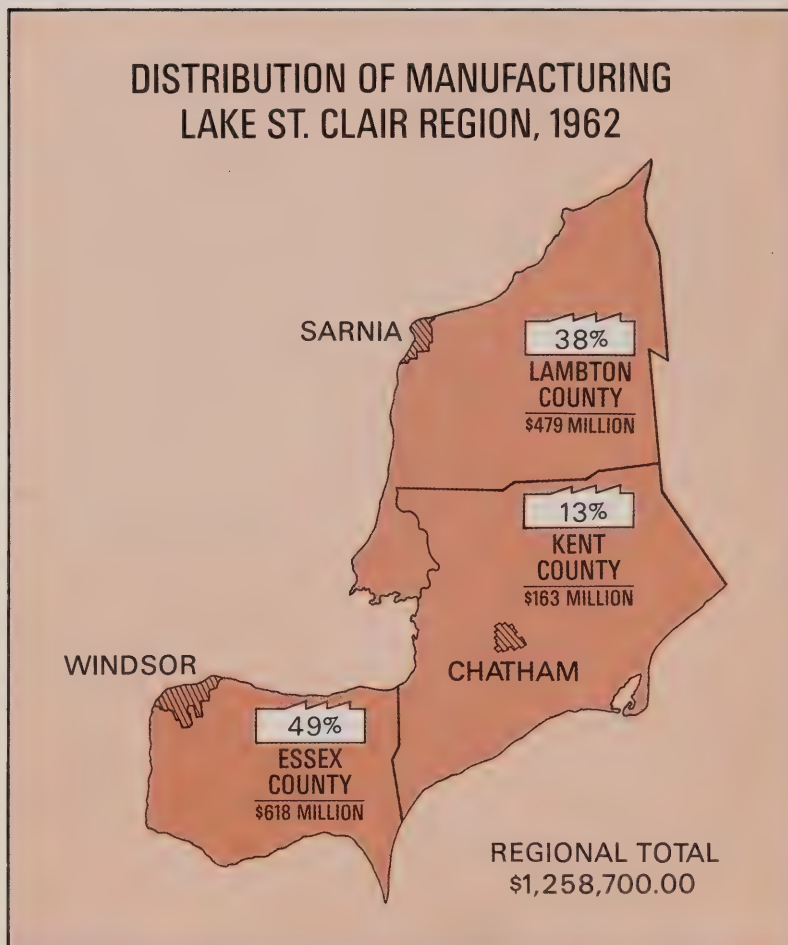 DISTRIBUTION OF MANUFACTURING
LAKE ST. CLAIR REGION, 1962
SARNIA
38%
LAMBTON
COUNTY
$479 MILLION
13%
KENT
COUNTY
$163 MILLION
CHATHAM
WINDSOR
49%
ESSEX
COUNTY
$618 MILLION
REGIONAL TOTAL
$1,258,700.00